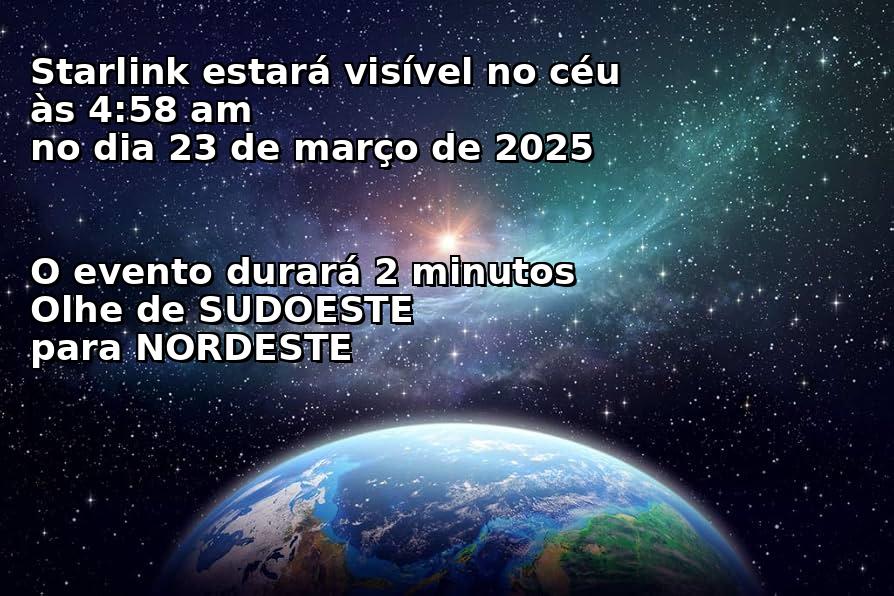 Starlink estará visível no céu
às 4:58 am
no dia 23 de março de 2025
O evento durará 2 minutos
Olhe de SUDOESTE
para NORDESTE